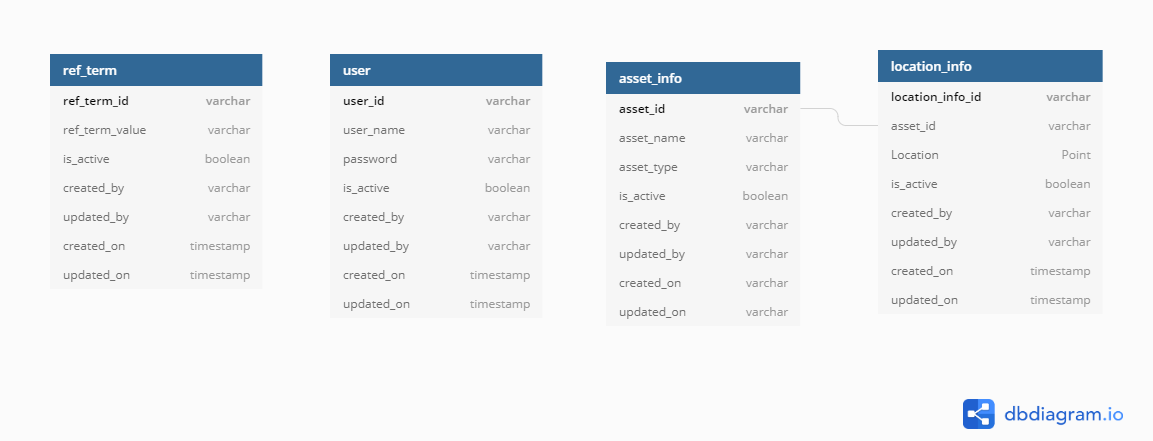 ref_term
ref_term_id varchar
ref_term_value varchar
is_active boolean
created_by varchar
updated_by varchar
created_on timestamp
updated_on timestamp
user
user_id varchar
user_name varchar
password varchar
is_active boolean
created_by varchar
updated_by varchar
created_on timestamp
updated_on timestamp
asset_info
asset_id varchar
asset_name varchar
asset_type varchar
is_active boolean
created_by varchar
updated_by varchar
created_on varchar
updated_on varchar
location_info
location_info_id varchar
asset_id varchar
Location Point
is_active boolean
created_by varchar
updated_by varchar
created_on timestamp
updated_on timestamp
dbdiagram.io